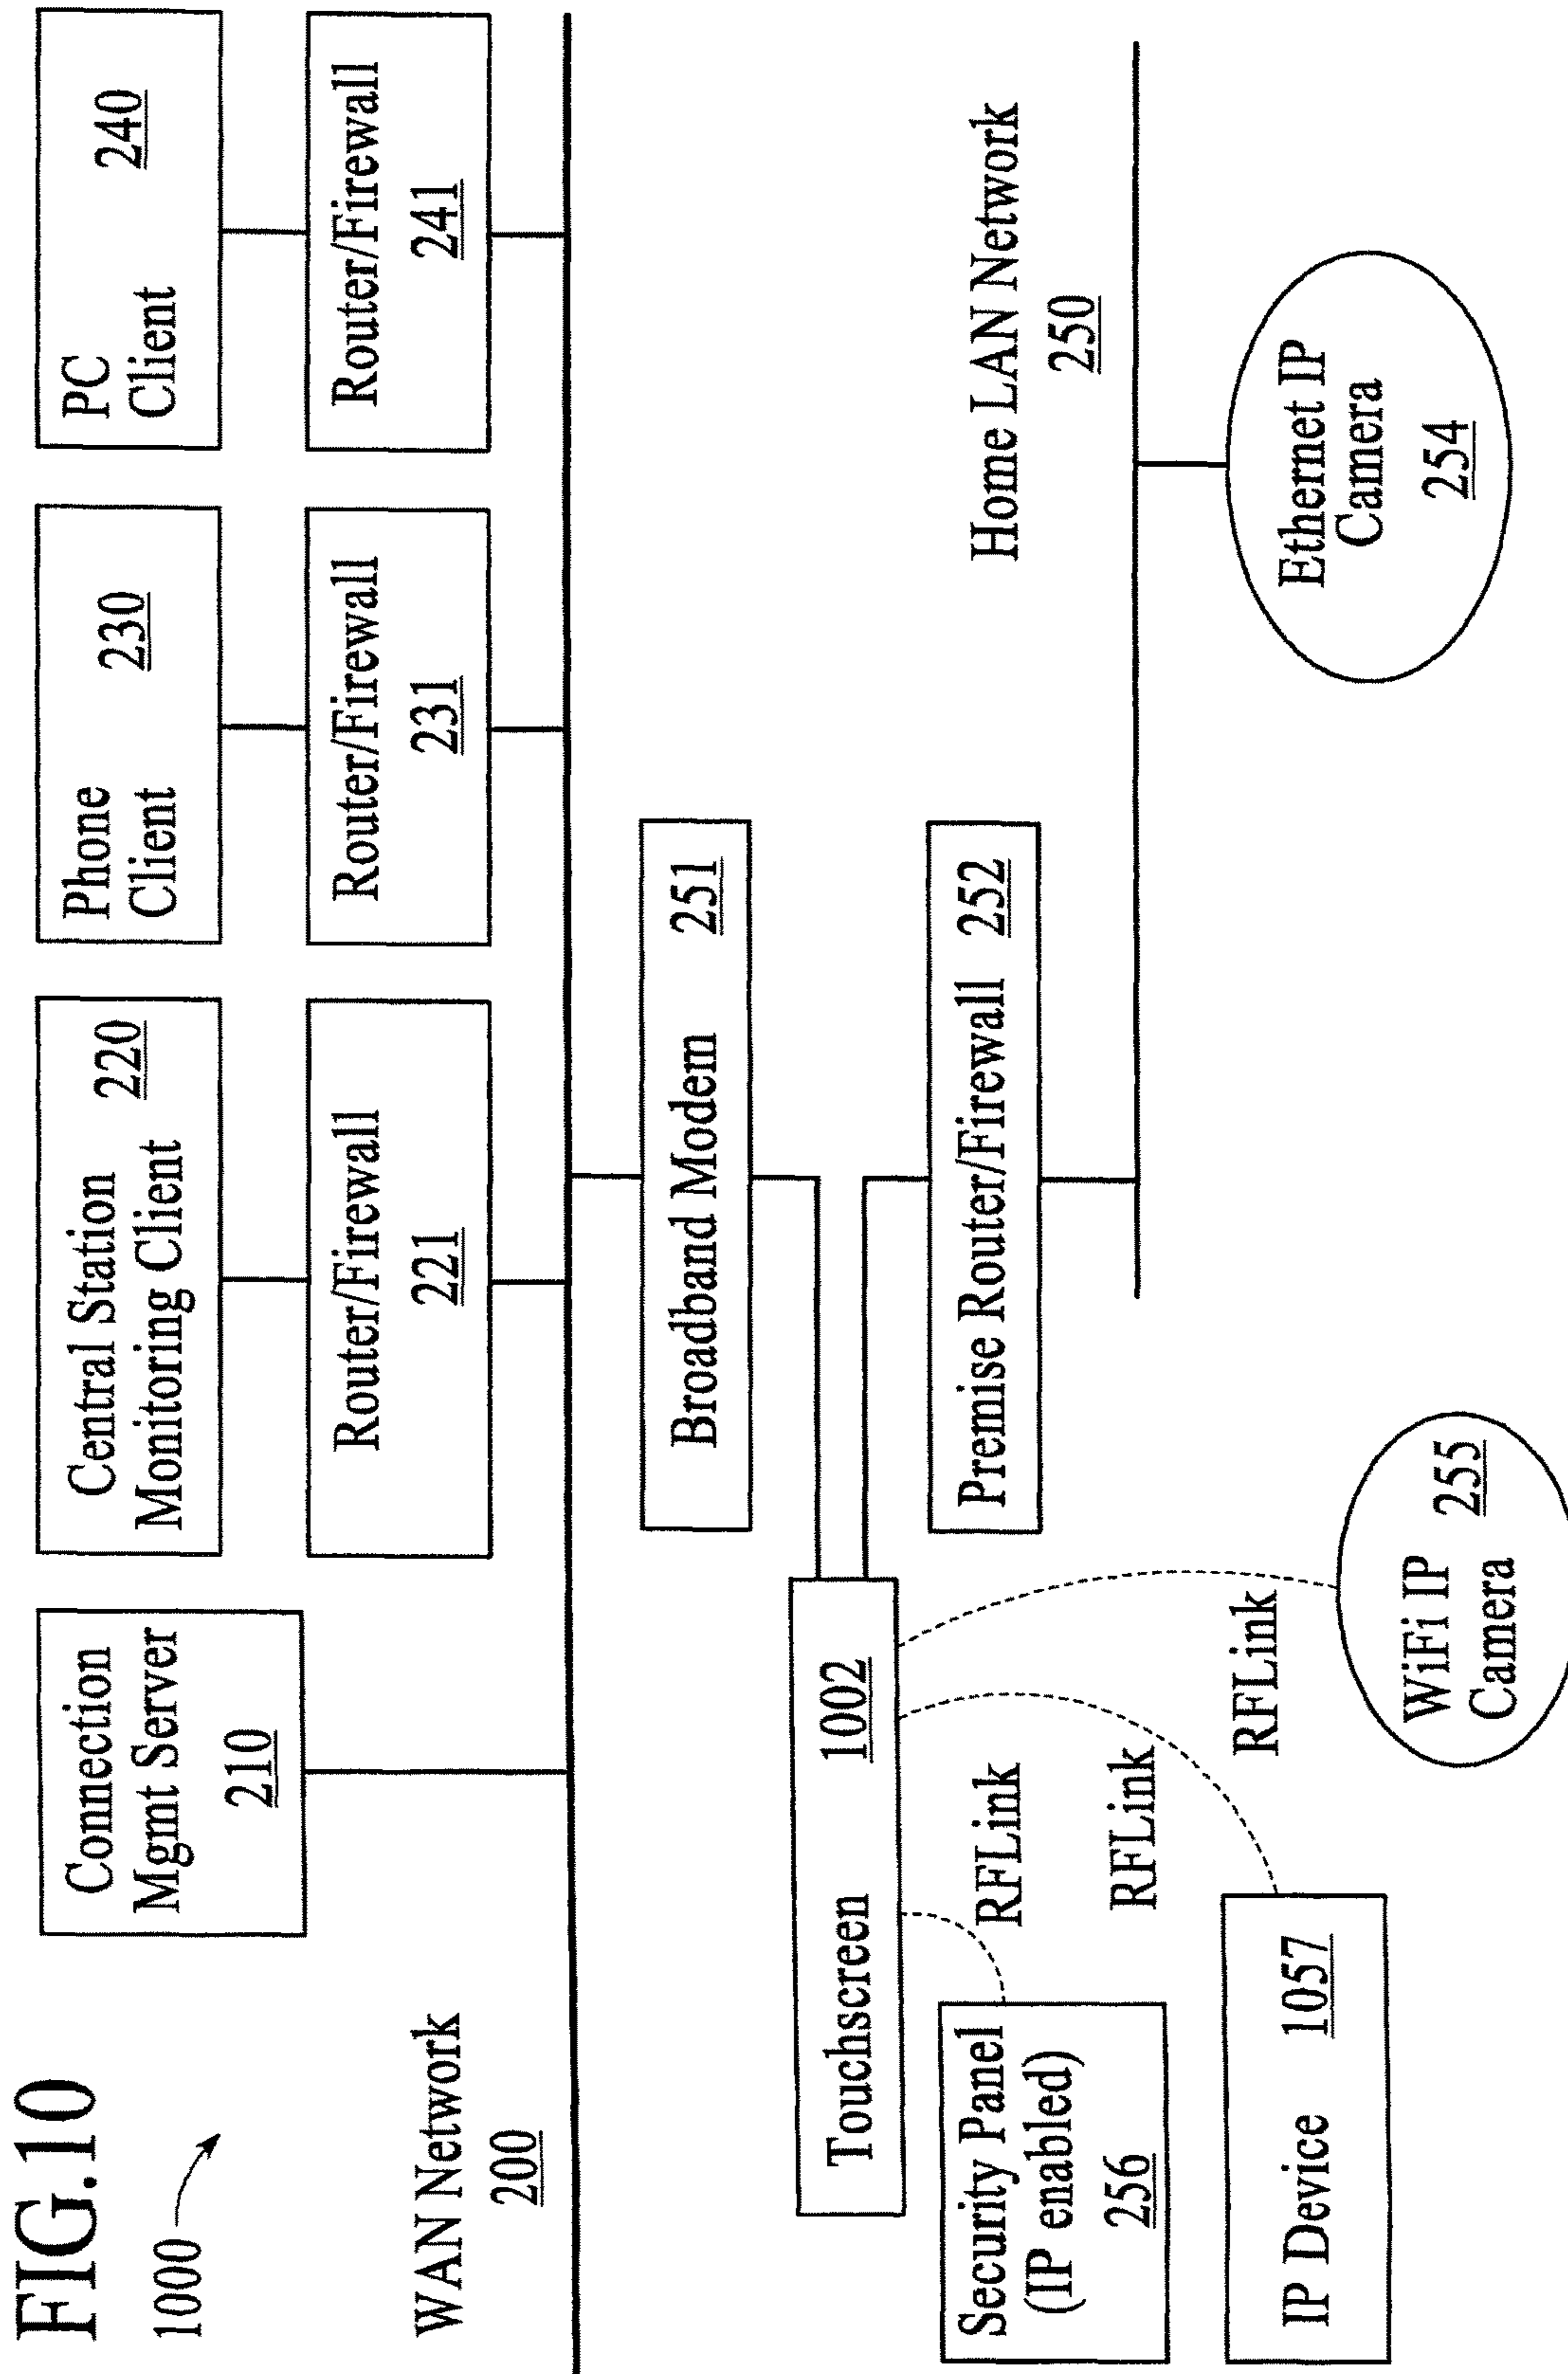 FIG.10
1000
WAN Network
200
Connection
Mgmt Server
210
Central Station
Monitoring Client
220
Phone
Client
230
PC
Client
240
Router/Firewall
221
Router/Firewall
231
Router/Firewall
241
Broadband Modem 251
Touchscreen 1002
Premise Router/Firewall 252
Home LAN Network
250
Security Panel
(IP enabled)
256
RFLink
RFLink
RFLink
IP Device 1057
WiFi IP
Camera
255
Ethernet IP
Camera
254